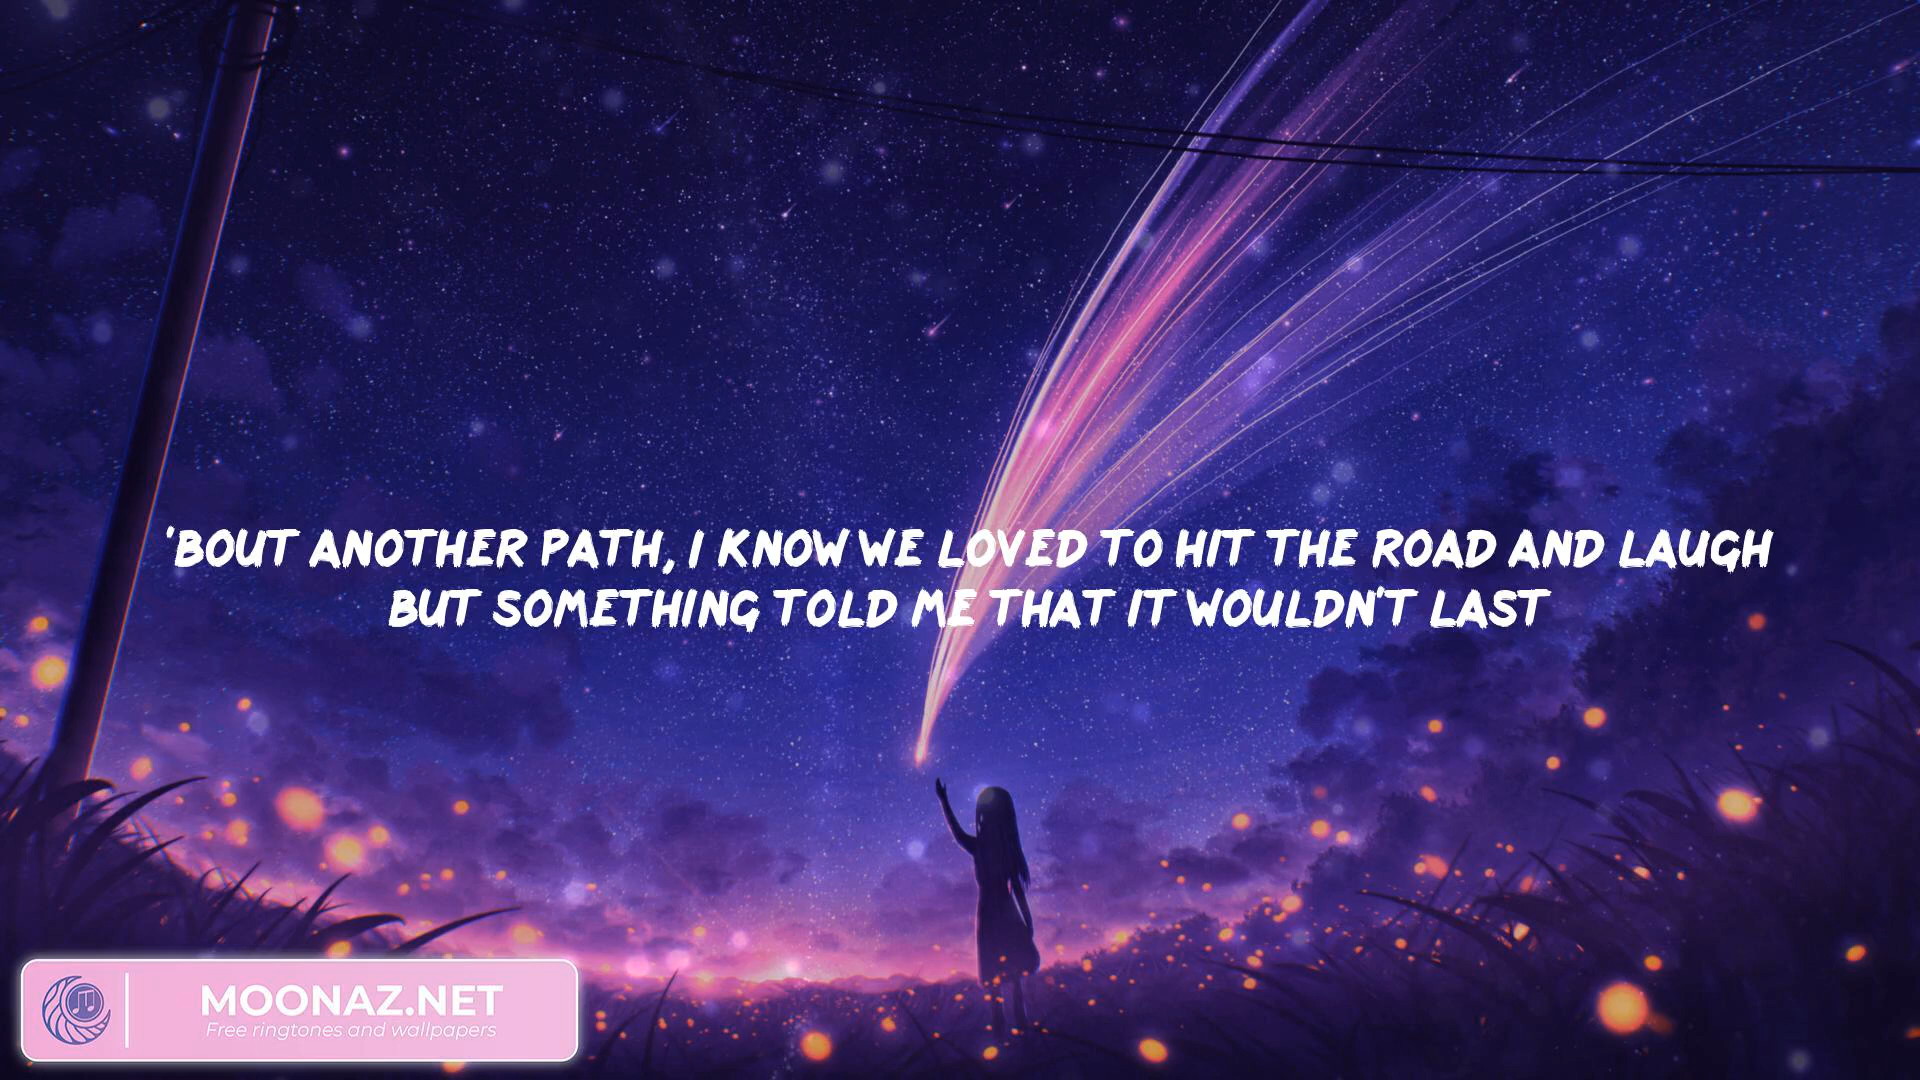 'BOUT ANOTHER PATH, I KNOW WE LOVED TO HIT THE ROAD AND LAUGH
BUT SOMETHING TOLD ME THAT IT WOULDN'T LAST
MOONAZ.NET
Free ringtones and wallpapers